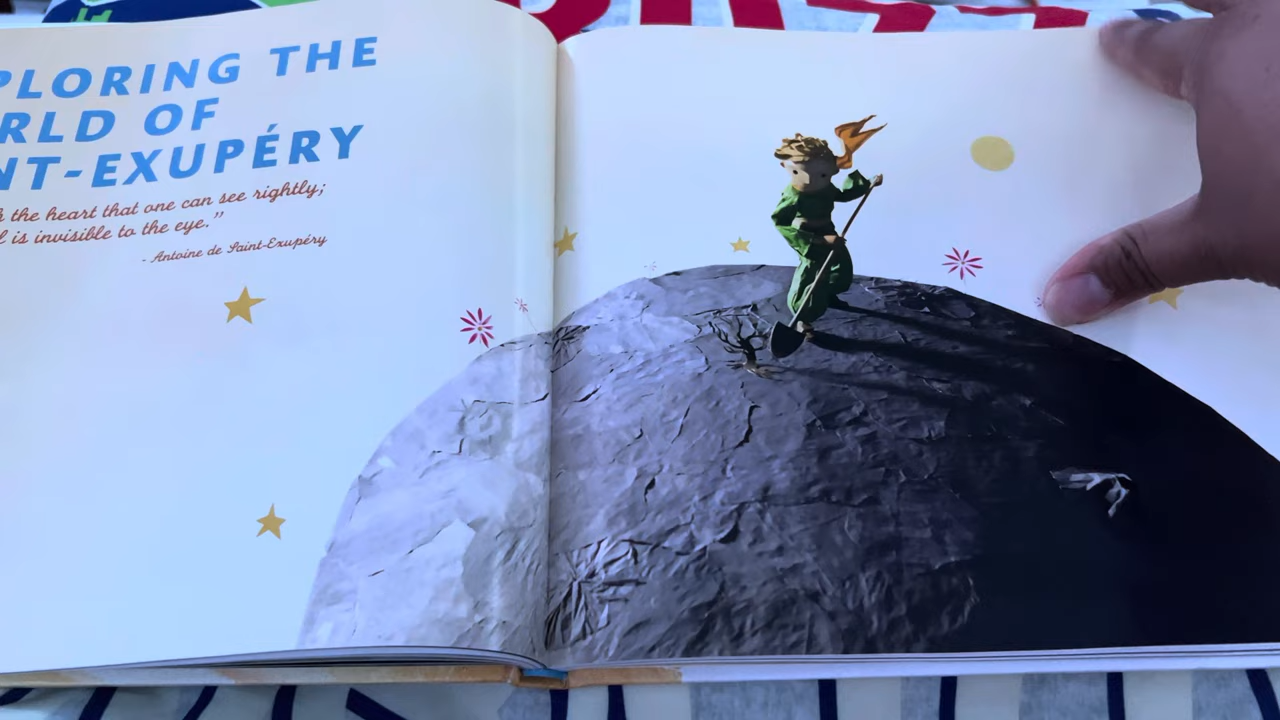 PLORING THE
RLD OF
NT-EXUPÉRY
the heart that one can see rightly;
l is invisible to the eye.”
- Antoine de Saint-Exupéry